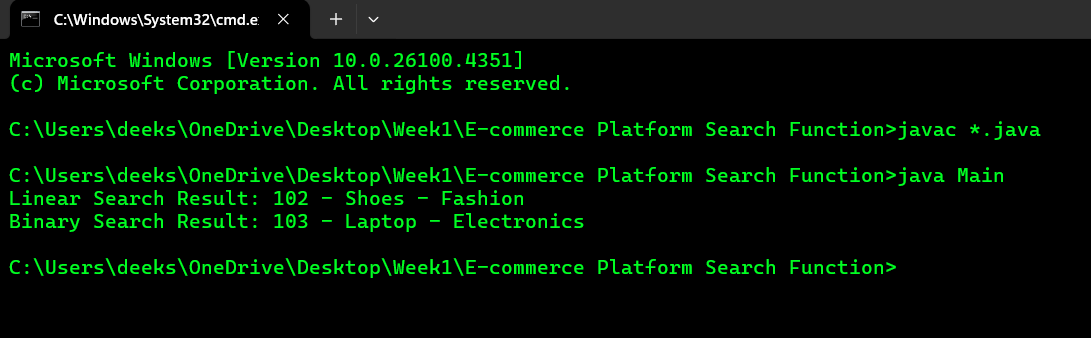 C:\Windows\System32\cmd.e
Microsoft Windows [Version 10.0.26100.4351]
(c) Microsoft Corporation. All rights reserved.
C:\Users\deeks\OneDrive\Desktop\Week1\E-commerce Platform Search Function>javac *.java
C:\Users\deeks\OneDrive\Desktop\Week1\E-commerce Platform Search Function>java Main
Linear Search Result: 102 - Shoes - Fashion
Binary Search Result: 103 - Laptop - Electronics
C:\Users\deeks\OneDrive\Desktop\Week1\E-commerce Platform Search Function>